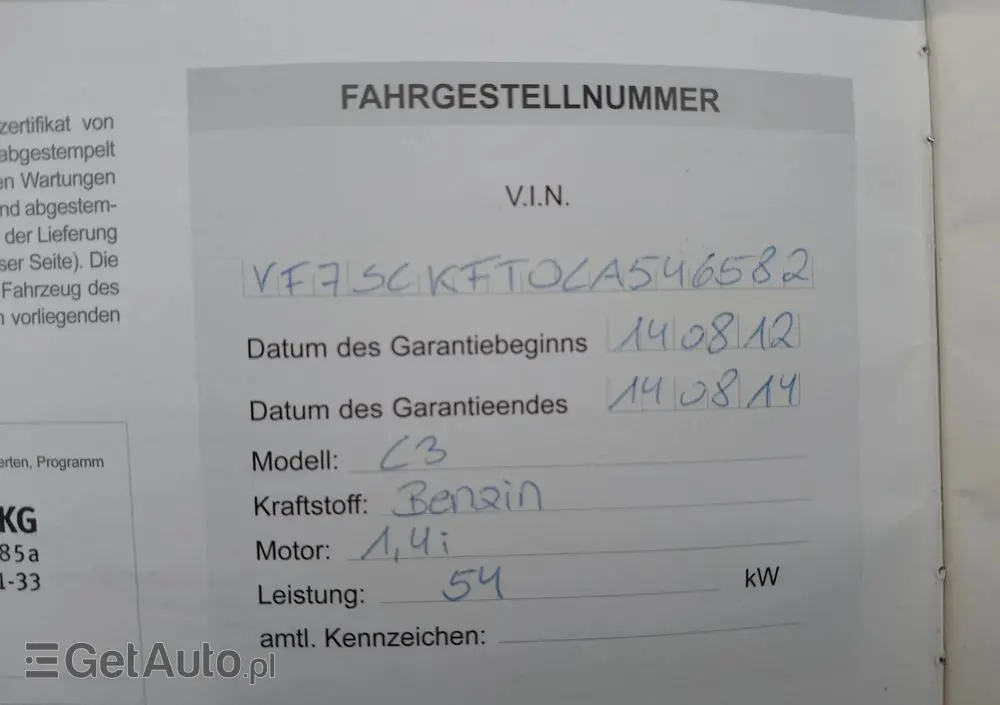 zertifikat von
abgestempelt
en Wartungen
nd abgestem-
der Lieferung
ser Seite). Die
Fahrzeug des
n vorliegenden
erten, Programm
KG
85a
1-33
FAHRGESTELLNUMMER
V.I.N.
VF7SCKFT0CA546582
Datum des Garantiebeginns 14 08 12
Datum des Garantieendes 14 08 14
Modell: C3
Kraftstoff: Benzin
Motor: 1,4i
Leistung: 54 kW
amtl. Kennzeichen:
GetAuto.pl